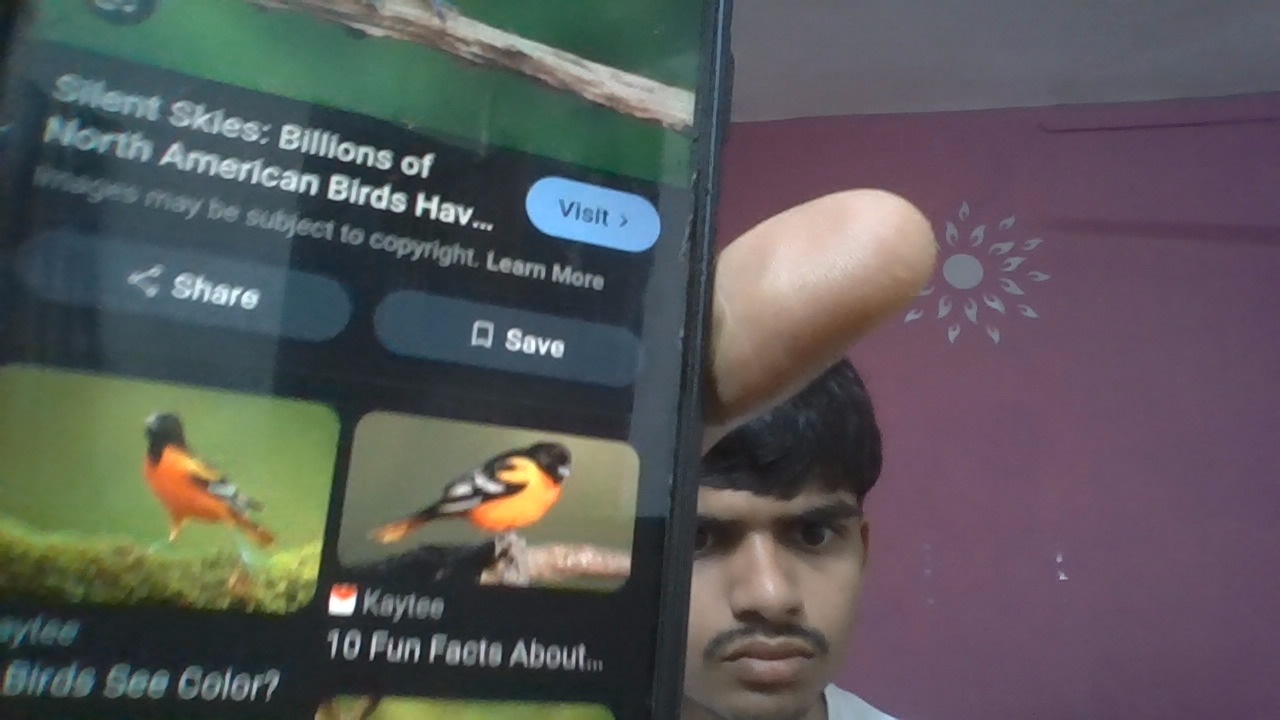 Silent Skies: Billions of
North American Birds Hav...
Visit ›
Images may be subject to copyright. Learn More
Share
Save
aytee
Birds See Color?
Kaytee
10 Fun Facts About...